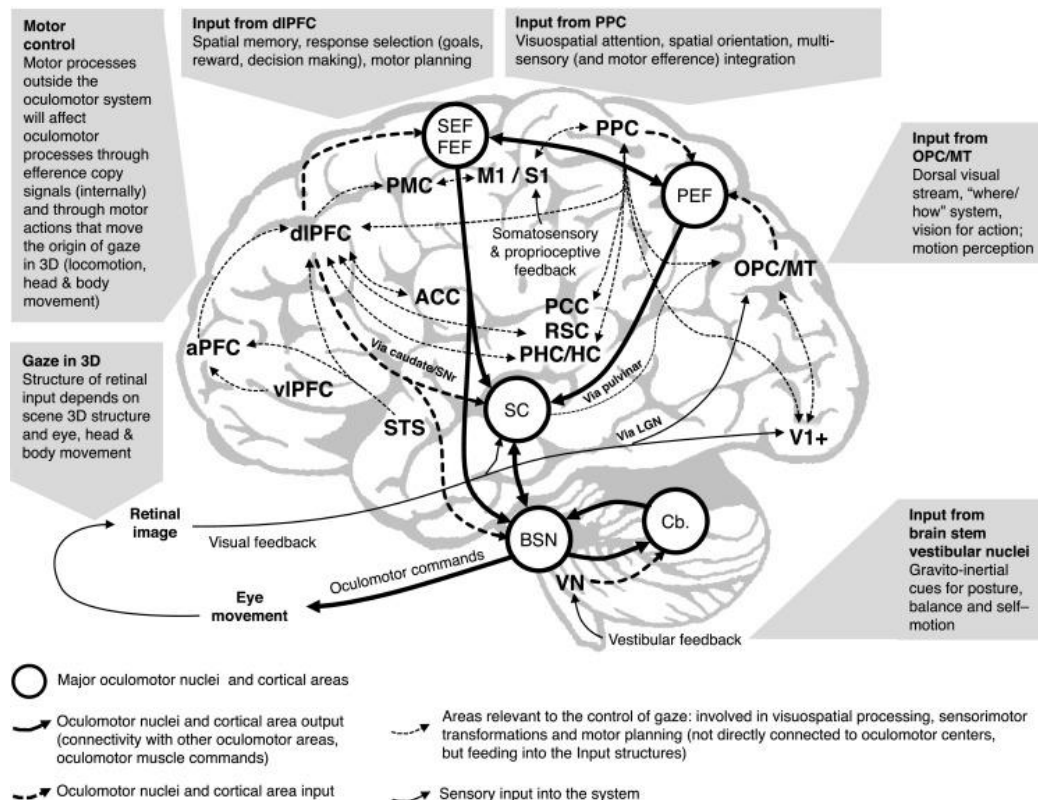 Motor
control
Motor processes
outside the
oculomotor system
will affect
oculomotor
processes through
efference copy
signals (internally)
and through motor
actions that move
the origin of gaze
in 3D (locomotion,
head & body
movement)
Input from dlPFC
Spatial memory, response selection (goals,
reward, decision making), motor planning
Input from PPC
Visuospatial attention, spatial orientation, multi-
sensory (and motor efference) integration
Input from
OPC/MT
Dorsal visual
stream, “where/
how” system,
vision for action;
motion perception
SEF
FEF
PPC
PMC
M1 / S1
PEF
dlPFC
Somatosensory
& proprioceptive
feedback
OPC/MT
ACC
PCC
RSC
PHC/HC
aPFC
vlPFC
Via caudate/SNr
Via pulvinar
SC
STS
Via LGN
V1+
Gaze in 3D
Structure of retinal
input depends on
scene 3D structure
and eye, head &
body movement
Retinal
image
Visual feedback
BSN
Cb.
VN
Oculomotor commands
Eye
movement
Vestibular feedback
Input from
brain stem
vestibular nuclei
Gravito-inertial
cues for posture,
balance and self–
motion
Major oculomotor nuclei and cortical areas
Oculomotor nuclei and cortical area output
(connectivity with other oculomotor areas,
oculomotor muscle commands)
Oculomotor nuclei and cortical area input
Areas relevant to the control of gaze: involved in visuospatial processing, sensorimotor
transformations and motor planning (not directly connected to oculomotor centers,
but feeding into the Input structures)
Sensory input into the system